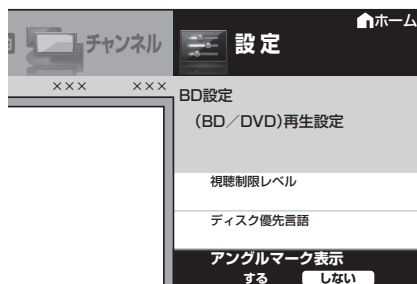 ホーム
チャンネル 設定
××× ×××
BD設定
(BD/DVD)再生設定
視聴制限レベル
ディスク優先言語
アングルマーク表示
する しない